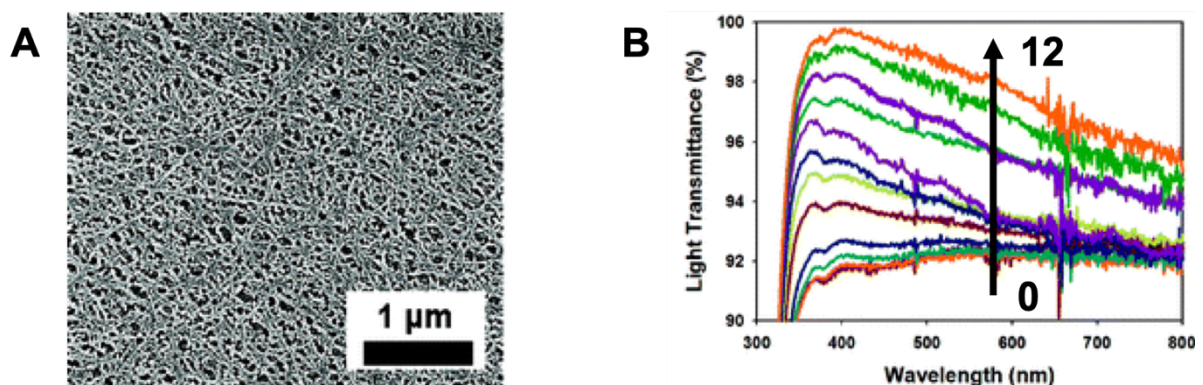 A
1 μm
B
Light Transmittance (%)
100
98
96
94
92
90
12
0
300 400 500 600 700 800
Wavelength (nm)